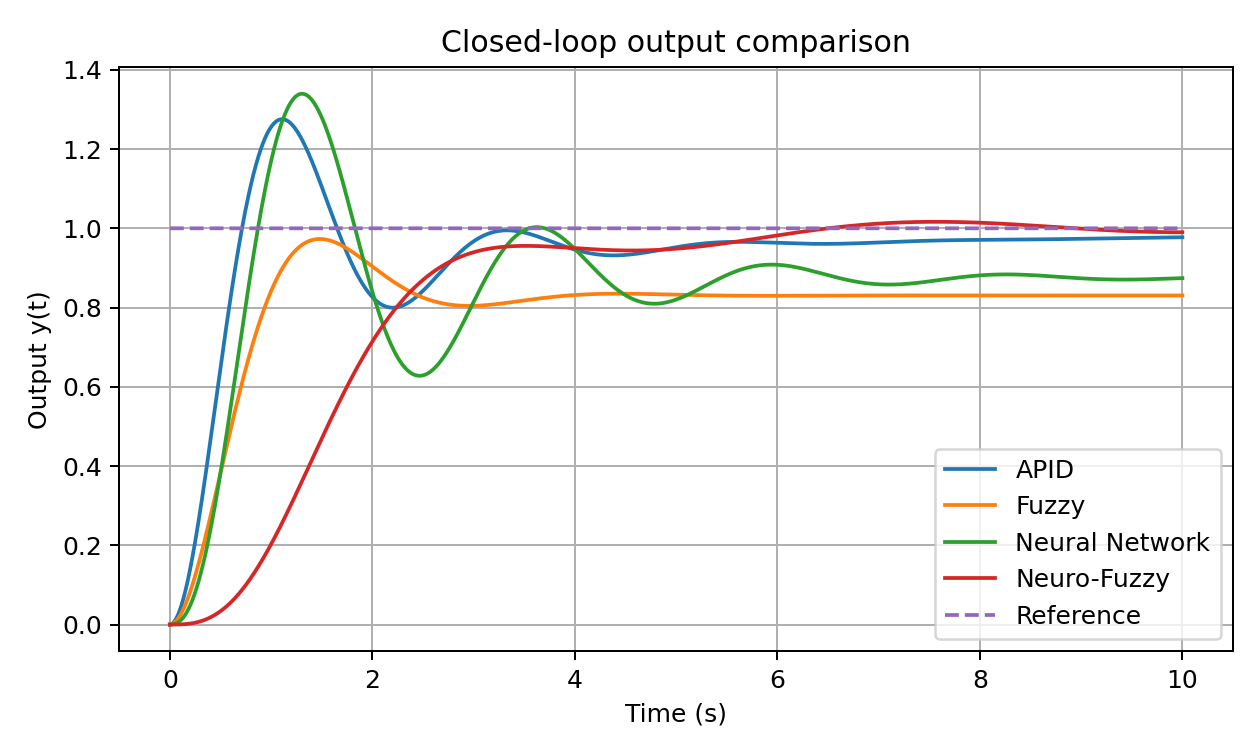 Closed-loop output comparison
1.4
1.2
1.0
0.8
0.6
0.4
0.2
0.0
Output y(t)
0 2 4 6 8 10
Time (s)
APID
Fuzzy
Neural Network
Neuro-Fuzzy
Reference